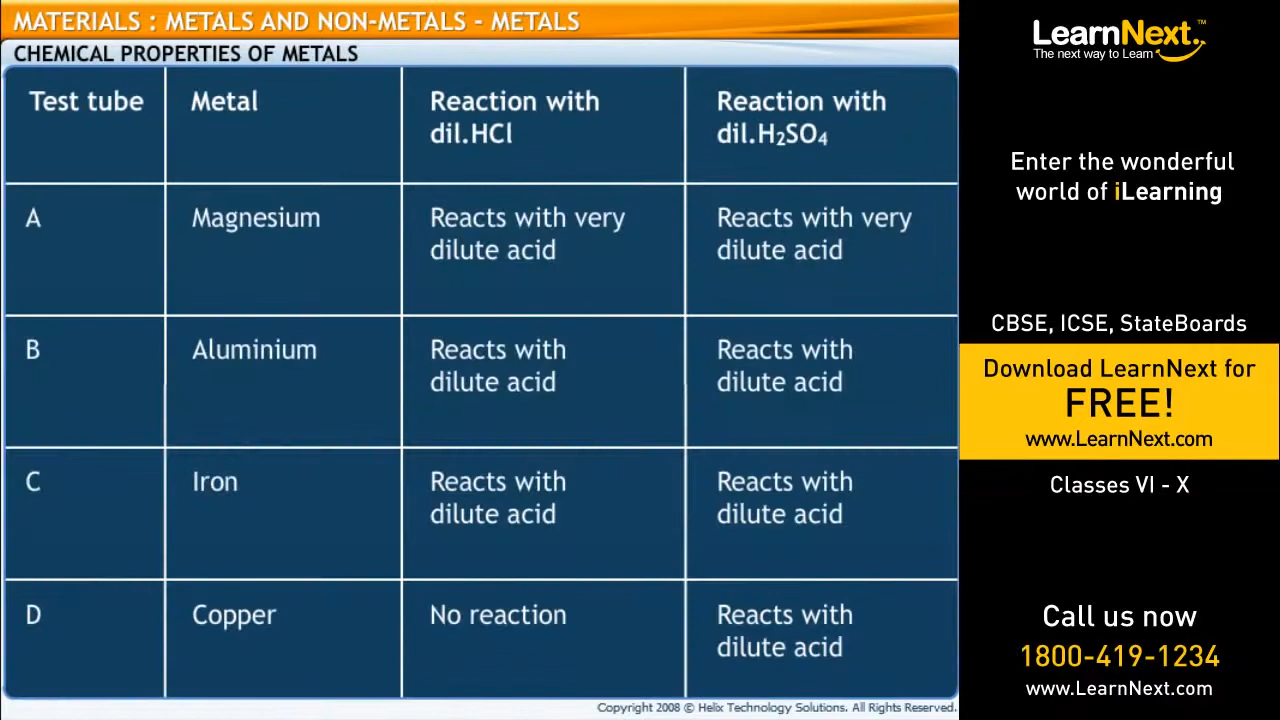 MATERIALS : METALS AND NON-METALS - METALS
CHEMICAL PROPERTIES OF METALS
Test tube
Metal
Reaction with
dil.HCl
Reaction with
dil.H₂SO₄
A
Magnesium
Reacts with very
dilute acid
Reacts with very
dilute acid
B
Aluminium
Reacts with
dilute acid
Reacts with
dilute acid
C
Iron
Reacts with
dilute acid
Reacts with
dilute acid
D
Copper
No reaction
Reacts with
dilute acid
Copyright 2008 © Helix Technology Solutions. All Rights Reserved.
LearnNext.™
The next way to Learn
Enter the wonderful
world of iLearning
CBSE, ICSE, StateBoards
Download LearnNext for
FREE!
www.LearnNext.com
Classes VI - X
Call us now
1800-419-1234
www.LearnNext.com